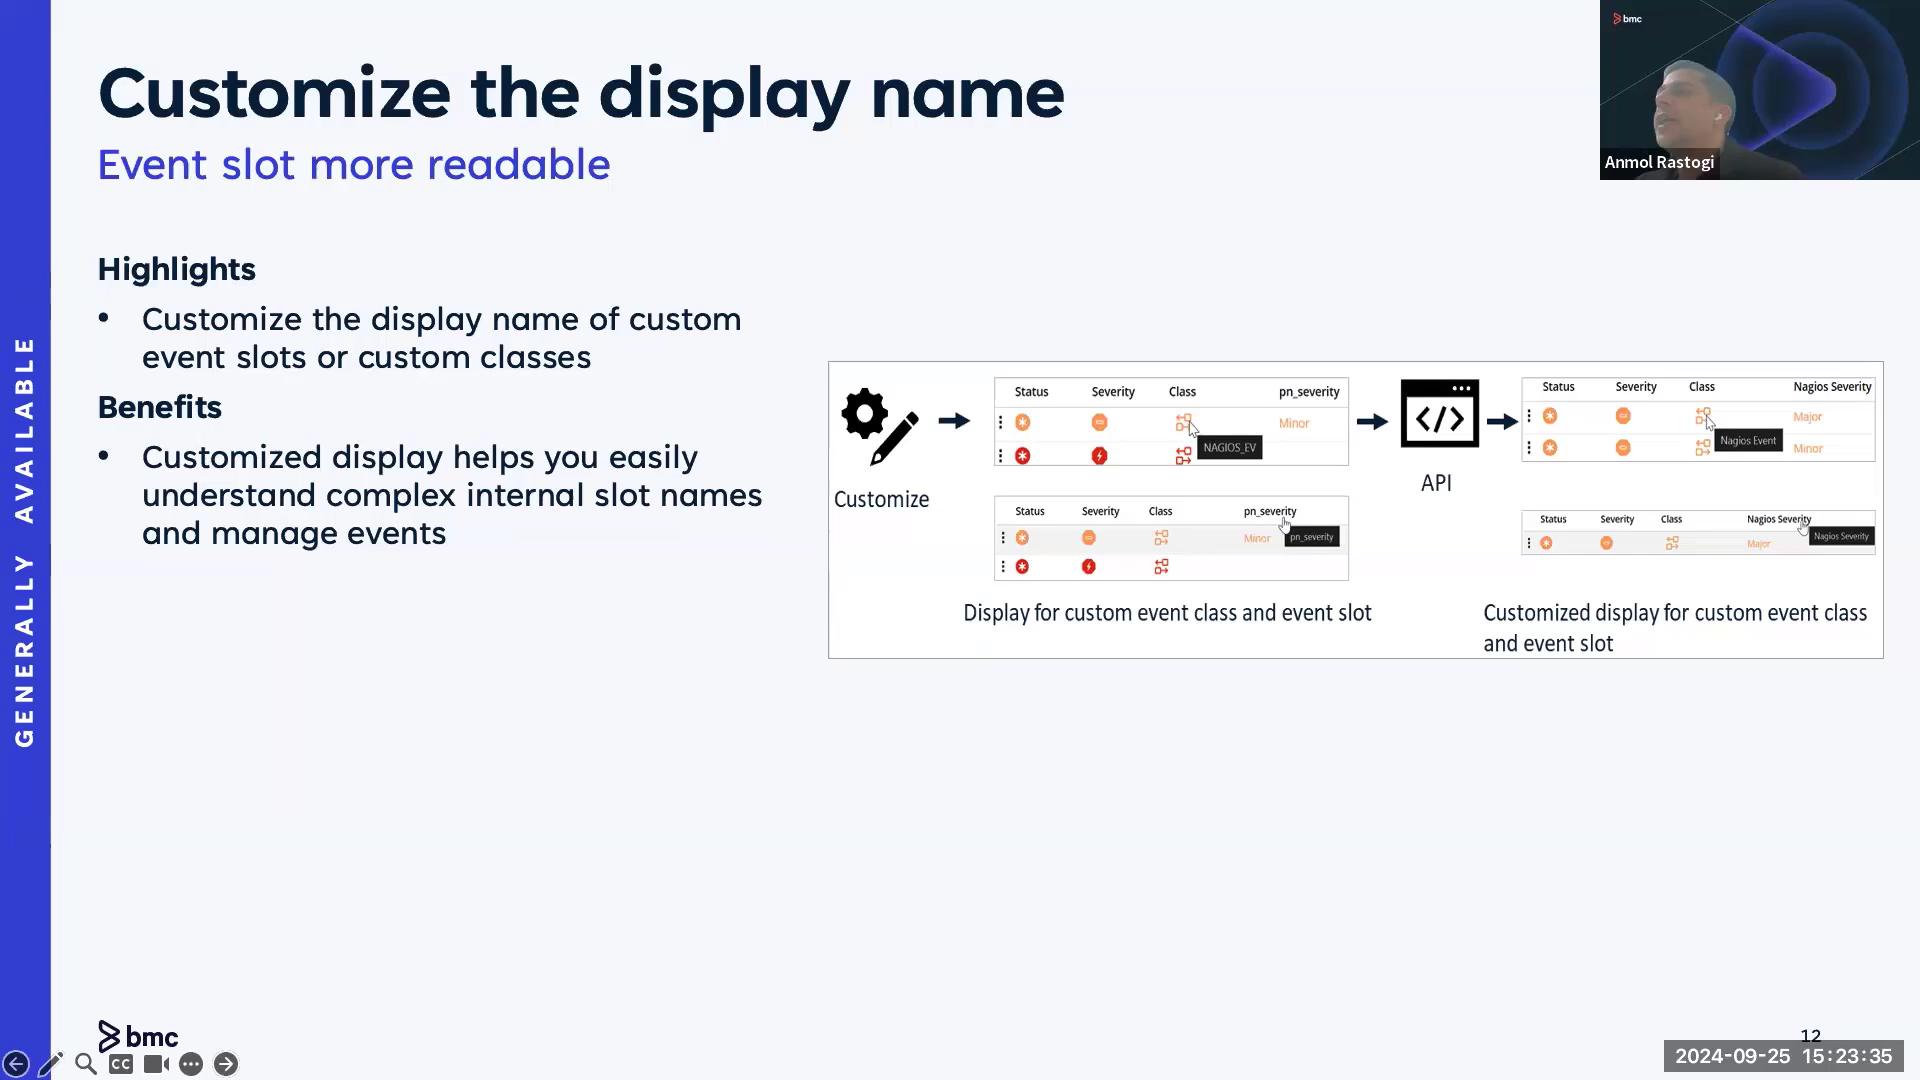 Customize the display name
Event slot more readable
bmc
Anmol Rastogi
GENERALLY AVAILABLE
Highlights
• Customize the display name of custom
event slots or custom classes
Benefits
• Customized display helps you easily
understand complex internal slot names
and manage events
Customize
Status Severity Class pn_severity
Minor
NAGIOS_EV
Status Severity Class pn_severity
Minor pn_severity
Display for custom event class and event slot
API
Status Severity Class Nagios Severity
Major
Nagios Event
Minor
Status Severity Class Nagios Severity
Major Nagios Severity
Customized display for custom event class
and event slot
bmc
12
CC
2024-09-25 15:23:35